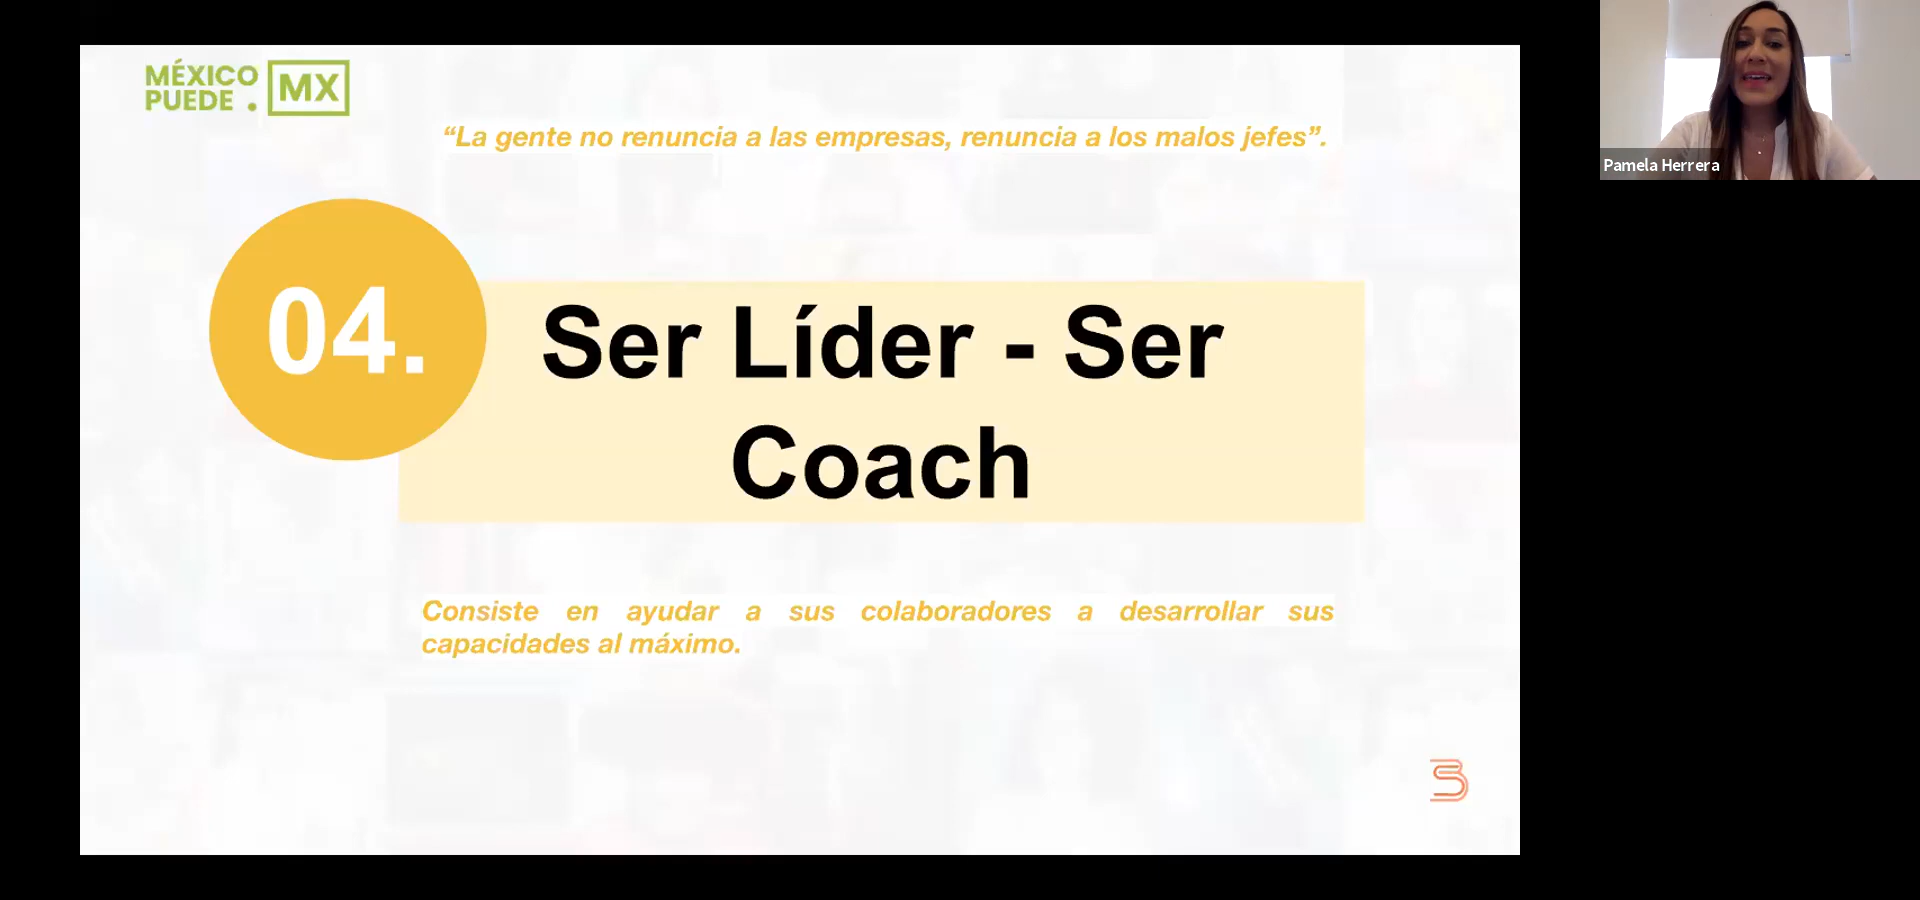 MÉXICO
PUEDE . MX
“La gente no renuncia a las empresas, renuncia a los malos jefes”.
04.
Ser Líder - Ser
Coach
Consiste en ayudar a sus colaboradores a desarrollar sus
capacidades al máximo.
Pamela Herrera